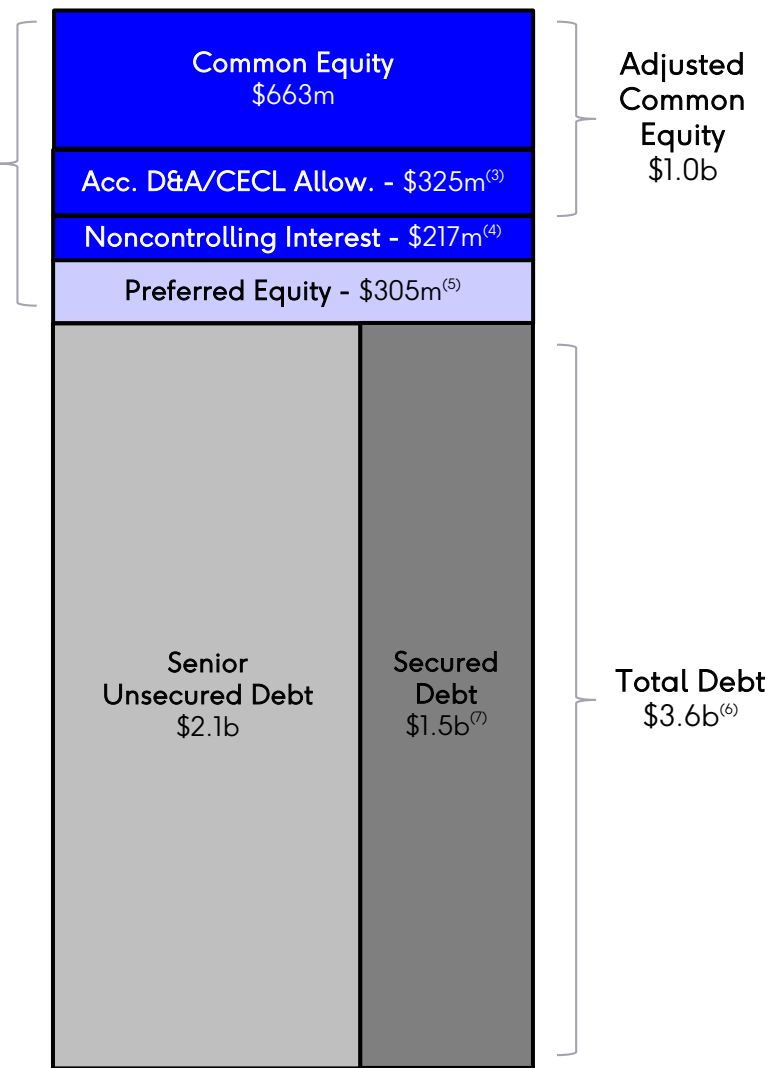 Common Equity
$663m
Adjusted
Common
Equity
$1.0b
Acc. D&A/CECL Allow. - $325m(3)
Noncontrolling Interest - $217m(4)
Preferred Equity - $305m(5)
Senior
Unsecured Debt
$2.1b
Secured
Debt
$1.5b(7)
Total Debt
$3.6b(6)